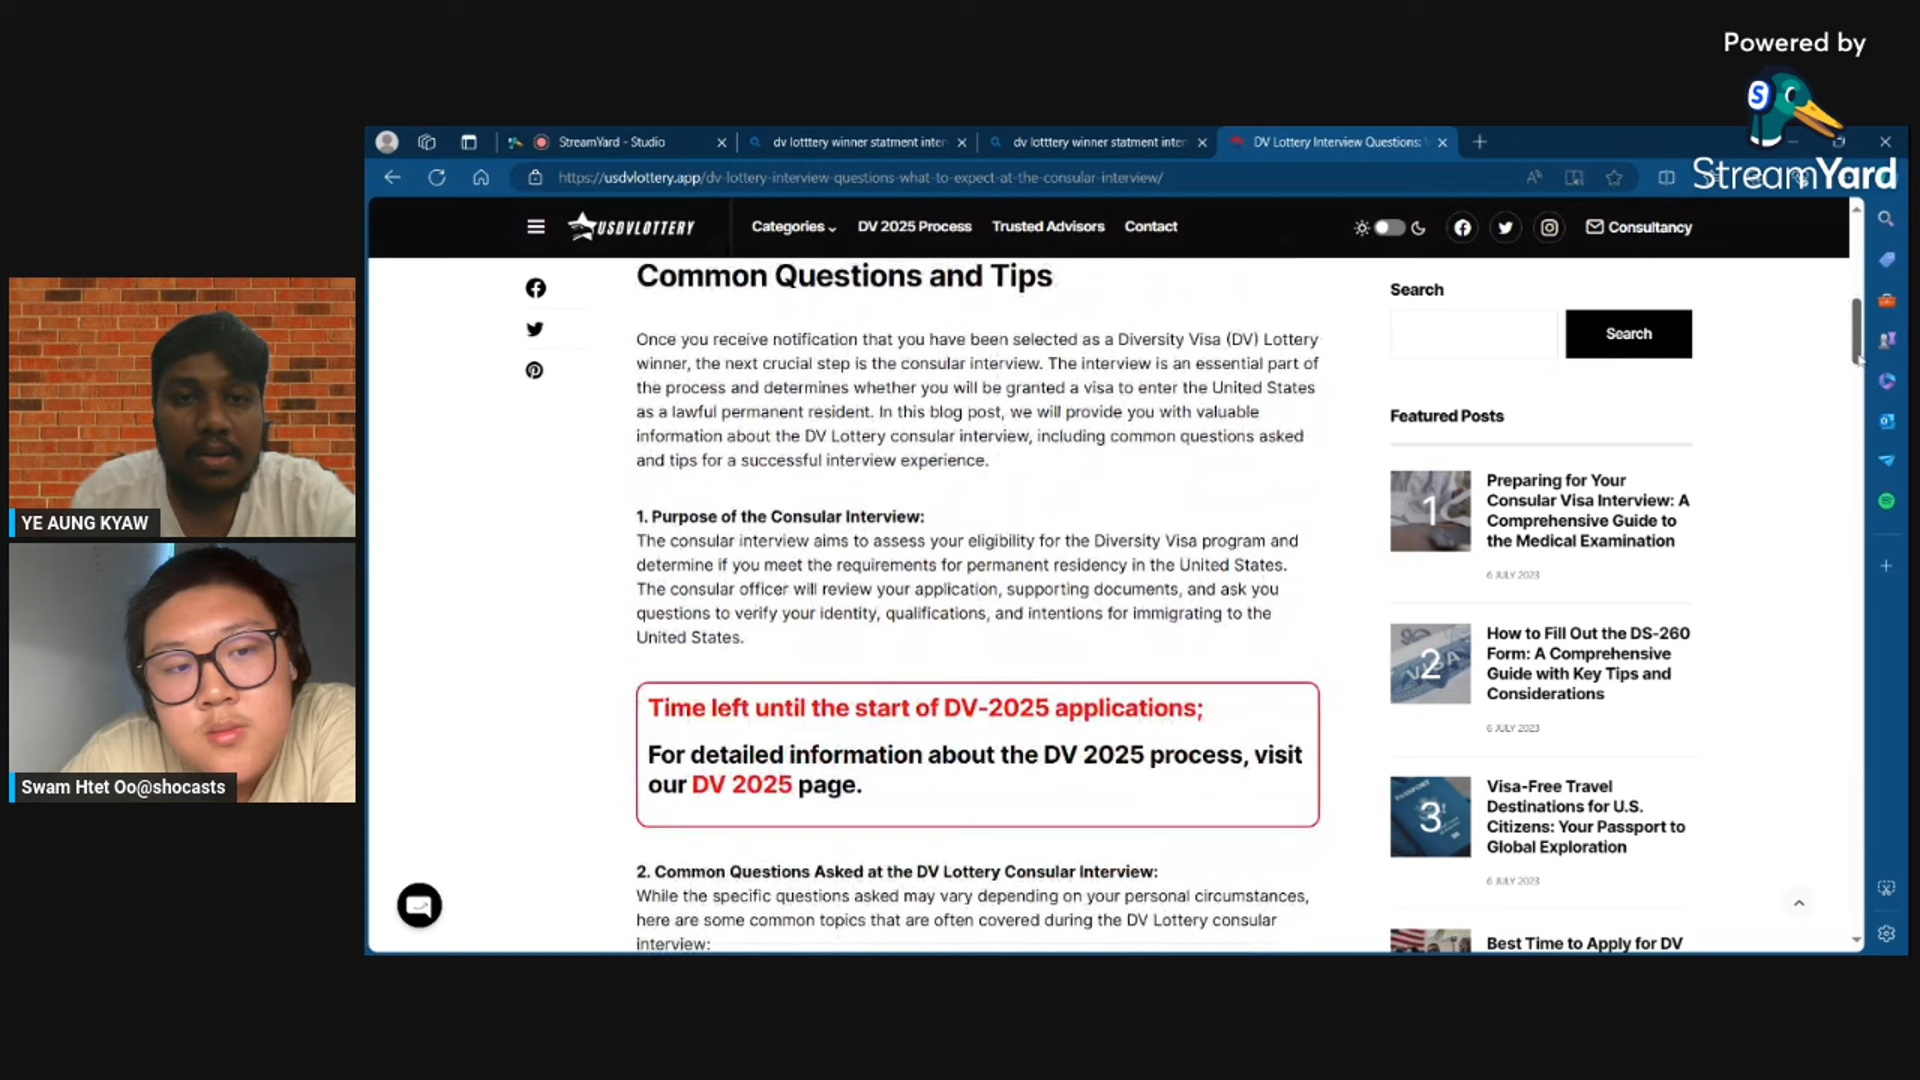 Powered by
StreamYard
StreamYard - Studio
dv lotttery winner statment inter
dv lotttery winner statment inter
DV Lottery Interview Questions:
https://usdvlottery.app/dv-lottery-interview-questions-what-to-expect-at-the-consular-interview/
USDVLOTTERY
Categories
DV 2025 Process
Trusted Advisors
Contact
Consultancy
Common Questions and Tips
Once you receive notification that you have been selected as a Diversity Visa (DV) Lottery
winner, the next crucial step is the consular interview. The interview is an essential part of
the process and determines whether you will be granted a visa to enter the United States
as a lawful permanent resident. In this blog post, we will provide you with valuable
information about the DV Lottery consular interview, including common questions asked
and tips for a successful interview experience.
1. Purpose of the Consular Interview:
The consular interview aims to assess your eligibility for the Diversity Visa program and
determine if you meet the requirements for permanent residency in the United States.
The consular officer will review your application, supporting documents, and ask you
questions to verify your identity, qualifications, and intentions for immigrating to the
United States.
Time left until the start of DV-2025 applications;
For detailed information about the DV 2025 process, visit
our DV 2025 page.
2. Common Questions Asked at the DV Lottery Consular Interview:
While the specific questions asked may vary depending on your personal circumstances,
here are some common topics that are often covered during the DV Lottery consular
interview:
Search
Search
Featured Posts
1
Preparing for Your
Consular Visa Interview: A
Comprehensive Guide to
the Medical Examination
6 JULY 2023
2
How to Fill Out the DS-260
Form: A Comprehensive
Guide with Key Tips and
Considerations
6 JULY 2023
3
Visa-Free Travel
Destinations for U.S.
Citizens: Your Passport to
Global Exploration
6 JULY 2023
Best Time to Apply for DV
YE AUNG KYAW
Swam Htet Oo@shocasts